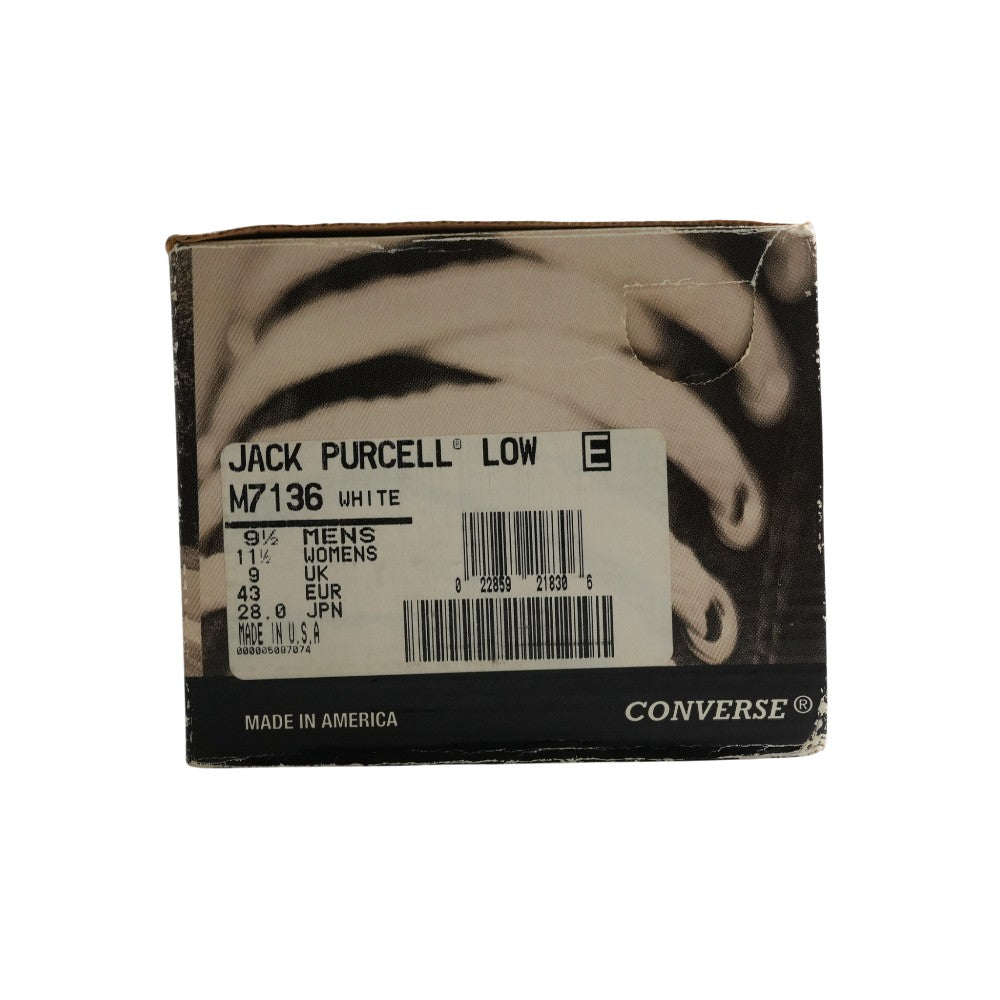 JACK PURCELL® LOW E
M7136 WHITE
9½ MENS
11½ WOMENS
9 UK
43 EUR
28.0 JPN
MADE IN U.S.A
000005097074
0 22859 21830 6
MADE IN AMERICA
CONVERSE®